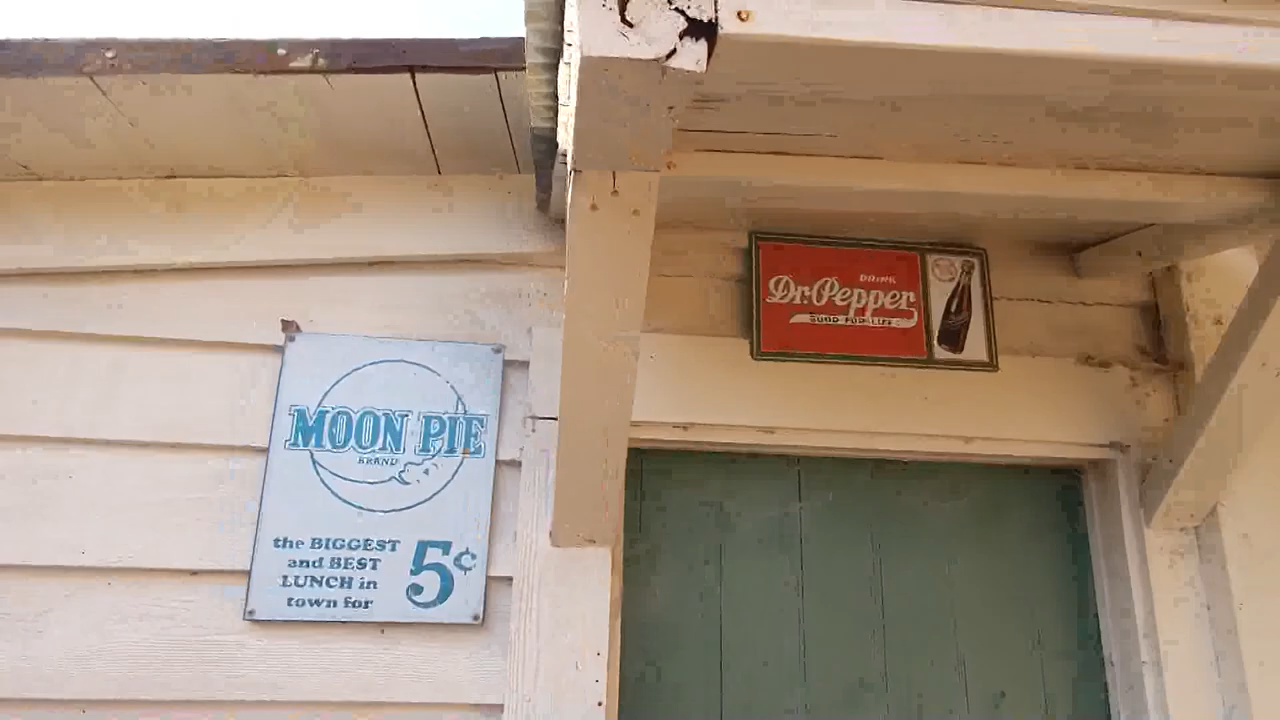 MOON PIE
BRAND
the BIGGEST
and BEST
LUNCH in
town for
5¢
DRINK
Dr. Pepper
GOOD FOR LIFE